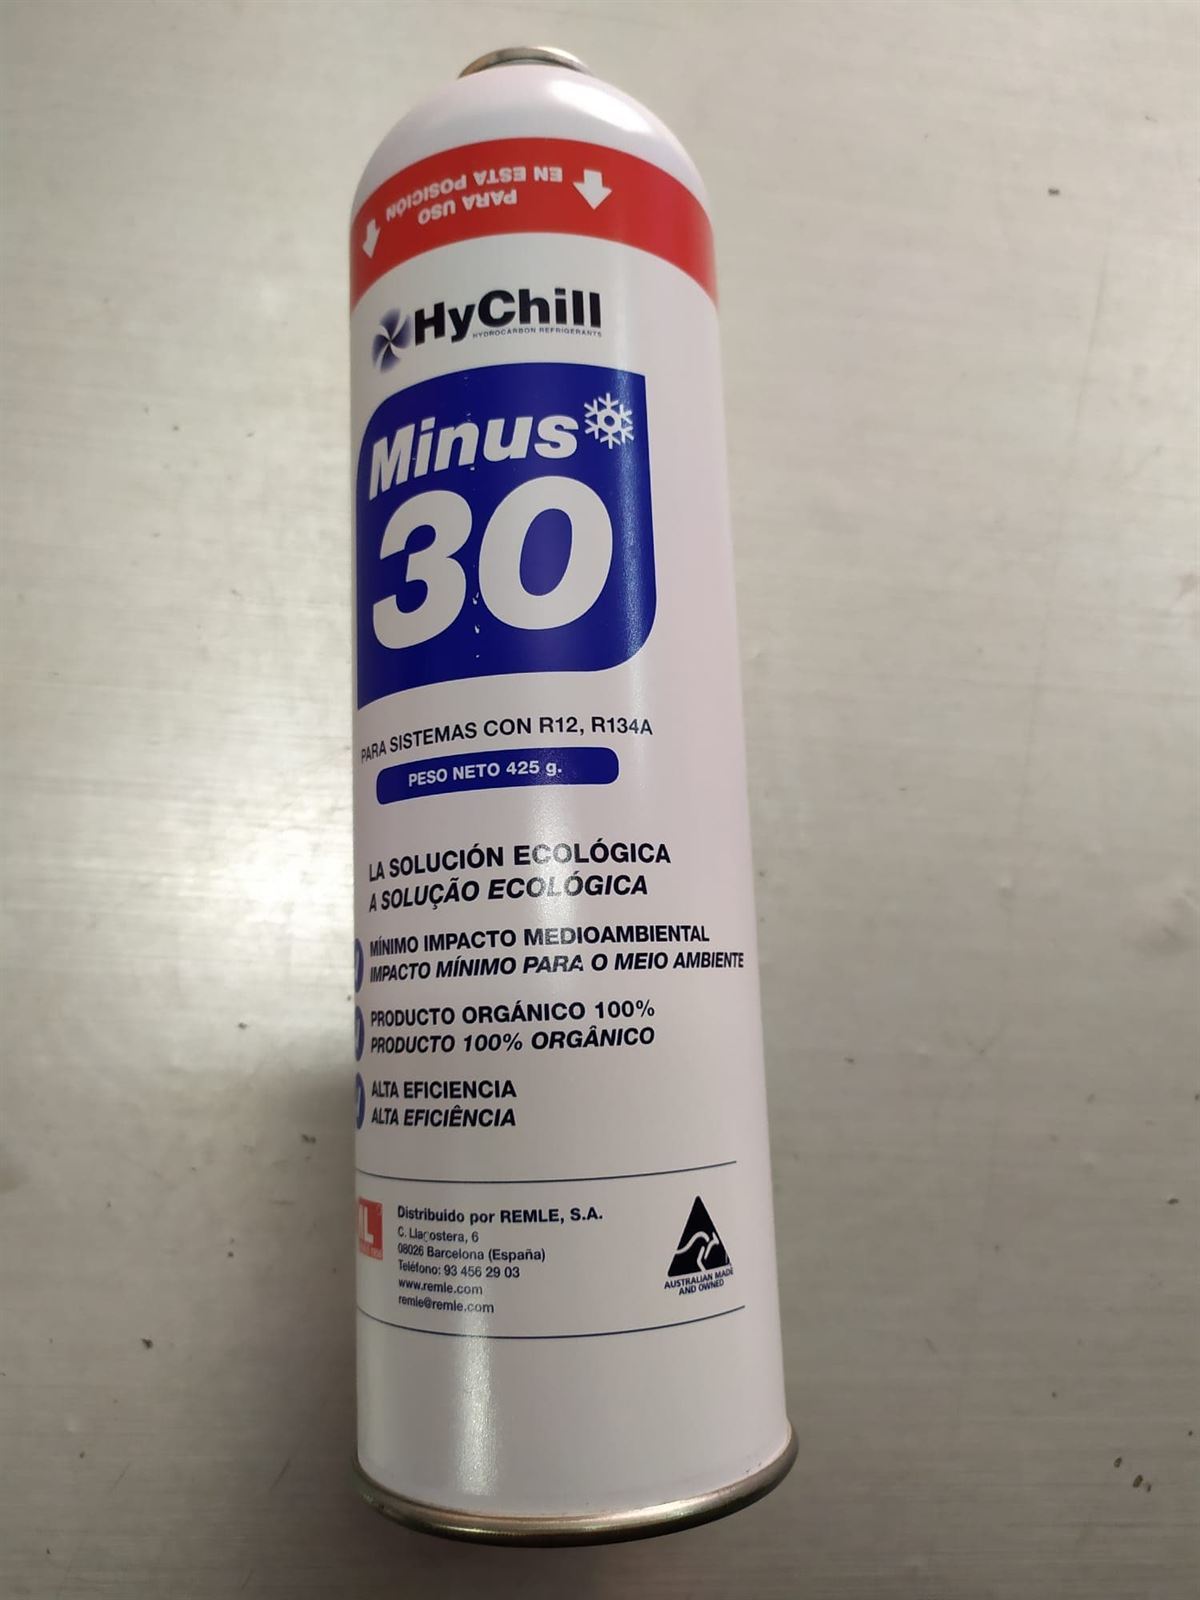 PARA USO
EN ESTA POSICIÓN
HyChill
HYDROCARBON REFRIGERANTS
Minus
30
PARA SISTEMAS CON R12, R134A
PESO NETO 425 g.
LA SOLUCIÓN ECOLÓGICA
A SOLUÇÃO ECOLÓGICA
MÍNIMO IMPACTO MEDIOAMBIENTAL
IMPACTO MÍNIMO PARA O MEIO AMBIENTE
PRODUCTO ORGÁNICO 100%
PRODUCTO 100% ORGÂNICO
ALTA EFICIENCIA
ALTA EFICIÊNCIA
Distribuido por REMLE, S.A.
C. Llacostera, 6
08026 Barcelona (España)
Teléfono: 93 456 29 03
www.remle.com
remle@remle.com
AUSTRALIAN MADE
AND OWNED